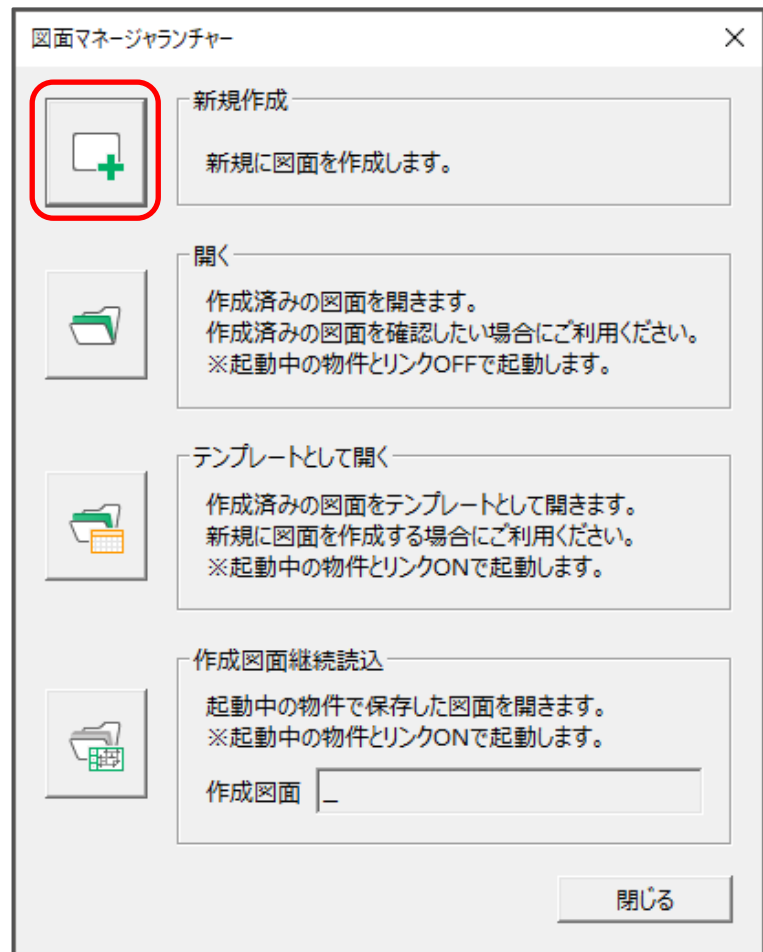 図面マネージャランチャー
新規作成
新規に図面を作成します。
開く
作成済みの図面を開きます。
作成済みの図面を確認したい場合にご利用ください。
※起動中の物件とリンクOFFで起動します。
テンプレートとして開く
作成済みの図面をテンプレートとして開きます。
新規に図面を作成する場合にご利用ください。
※起動中の物件とリンクONで起動します。
作成図面継続読込
起動中の物件で保存した図面を開きます。
※起動中の物件とリンクONで起動します。
作成図面 _
閉じる